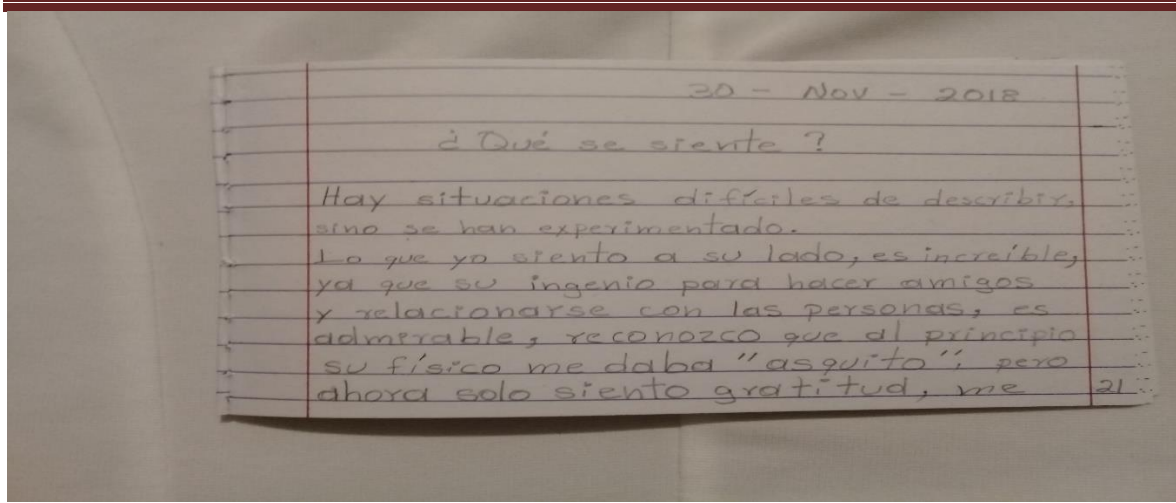 30 - Nov - 2018
¿Qué se siente?
Hay situaciones difíciles de describir,
sino se han experimentado.
Lo que yo siento a su lado, es increíble,
ya que su ingenio para hacer amigos
y relacionarse con las personas, es
admirable, reconozco que al principio
su físico me daba "asquito", pero
ahora solo siento gratitud, me
21